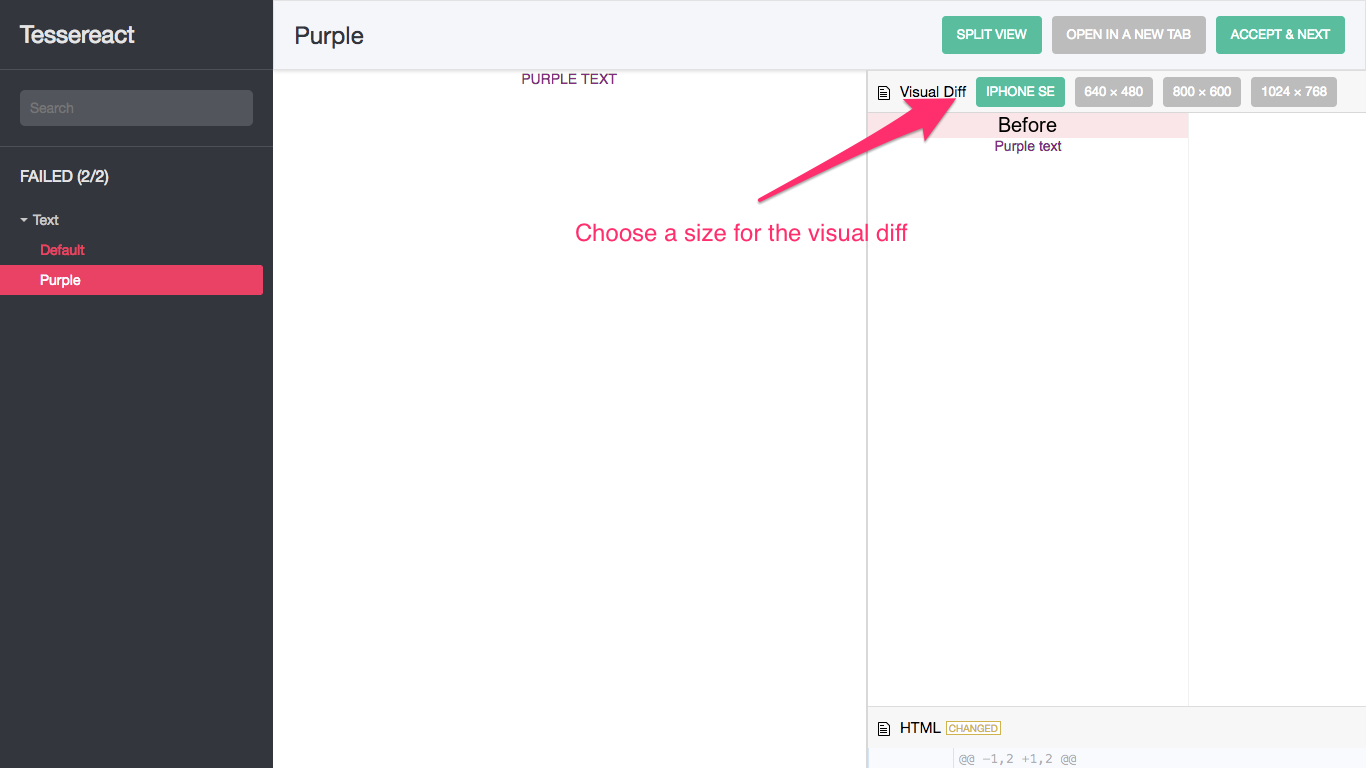 Tessereact
Search
FAILED (2/2)
Text
Default
Purple
Purple
SPLIT VIEW
OPEN IN A NEW TAB
ACCEPT & NEXT
PURPLE TEXT
Visual Diff
IPHONE SE
640 × 480
800 × 600
1024 × 768
Before
Purple text
Choose a size for the visual diff
HTML CHANGED
@@ −1,2 +1,2 @@